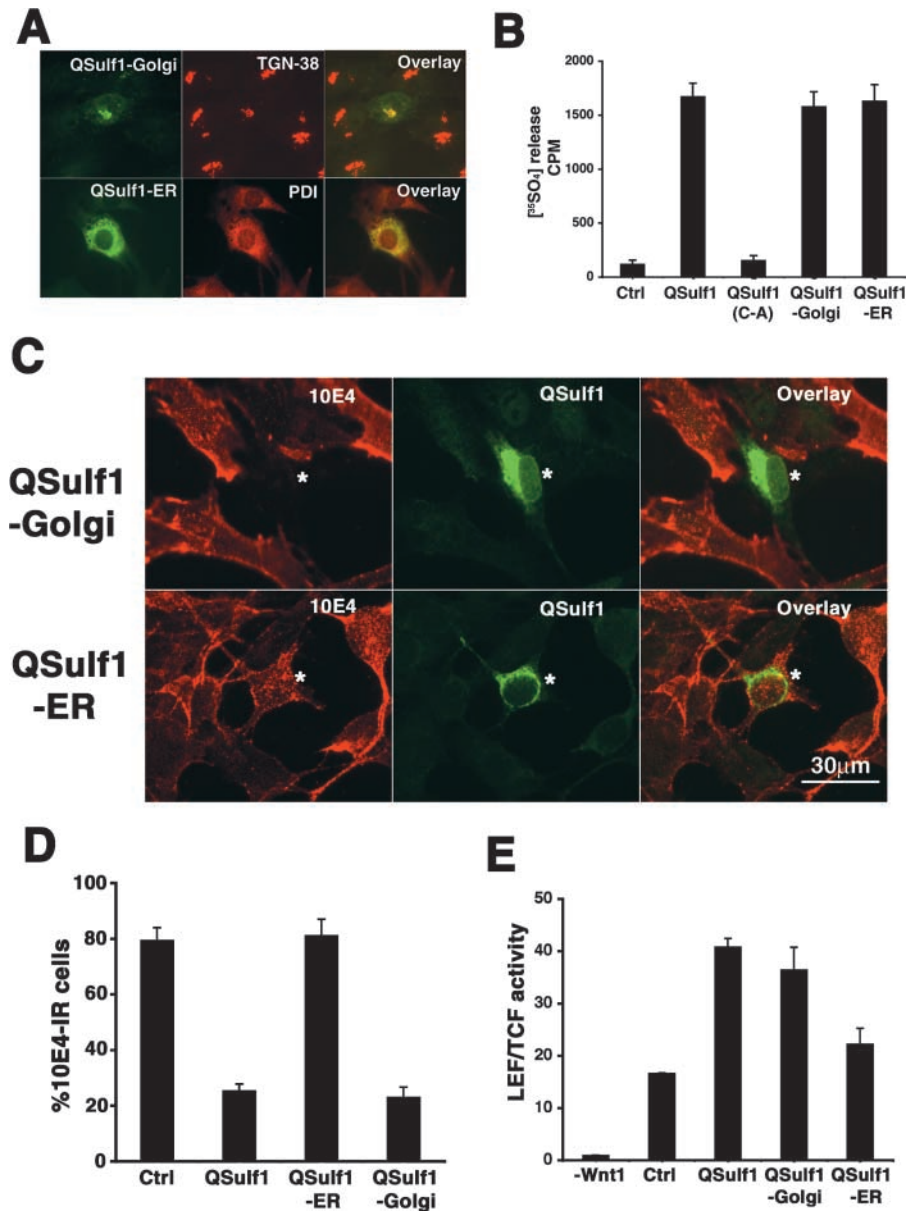 A
QSulf1-Golgi
TGN-38
Overlay
QSulf1-ER
PDI
Overlay
B
[³⁵SO₄] release
CPM
2000
1500
1000
500
0
Ctrl
QSulf1
QSulf1
(C-A)
QSulf1
-Golgi
QSulf1
-ER
C
QSulf1
-Golgi
10E4
*
QSulf1
*
Overlay
*
QSulf1
-ER
10E4
*
QSulf1
*
Overlay
*
30μm
D
%10E4-IR cells
100
80
60
40
20
0
Ctrl
QSulf1
QSulf1
-ER
QSulf1
-Golgi
E
LEF/TCF activity
50
40
30
20
10
0
-Wnt1
Ctrl
QSulf1
QSulf1
-Golgi
QSulf1
-ER